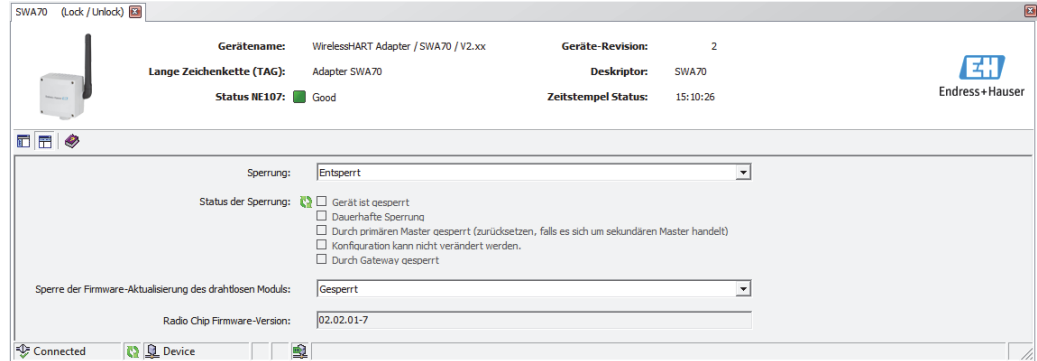 SWA70 (Lock / Unlock)
Gerätename: WirelessHART Adapter / SWA70 / V2.xx Geräte-Revision: 2
Lange Zeichenkette (TAG): Adapter SWA70 Deskriptor: SWA70
Status NE107: Good Zeitstempel Status: 15:10:26
EH
Endress+Hauser
Sperrung: Entsperrt
Status der Sperrung: Gerät ist gesperrt
Dauerhafte Sperrung
Durch primären Master gesperrt (zurücksetzen, falls es sich um sekundären Master handelt)
Konfiguration kann nicht verändert werden.
Durch Gateway gesperrt
Sperre der Firmware-Aktualisierung des drahtlosen Moduls: Gesperrt
Radio Chip Firmware-Version: 02.02.01-7
Connected Device